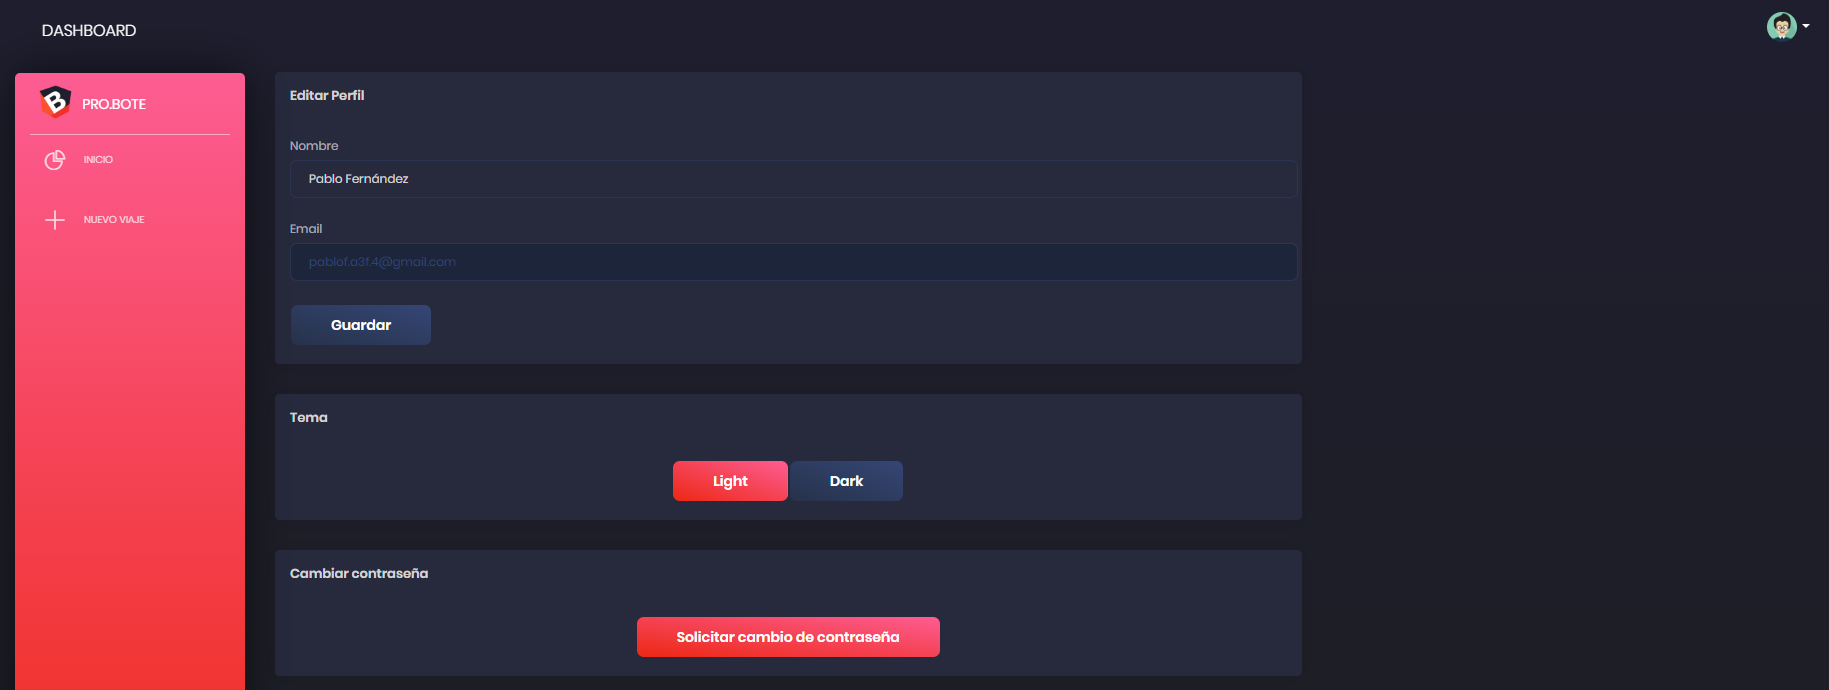 DASHBOARD
PRO.BOTE
INICIO
NUEVO VIAJE
Editar Perfil
Nombre
Pablo Fernández
Email
pablof.a3f.4@gmail.com
Guardar
Tema
Light Dark
Cambiar contraseña
Solicitar cambio de contraseña